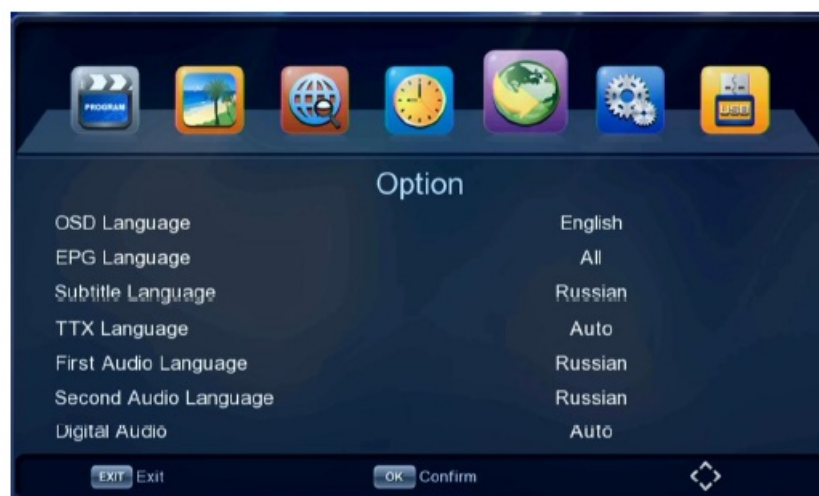 PROGRAM
USB
Option
OSD Language English
EPG Language All
Subtitle Language Russian
TTX Language Auto
First Audio Language Russian
Second Audio Language Russian
Digital Audio Auto
EXIT Exit OK Confirm